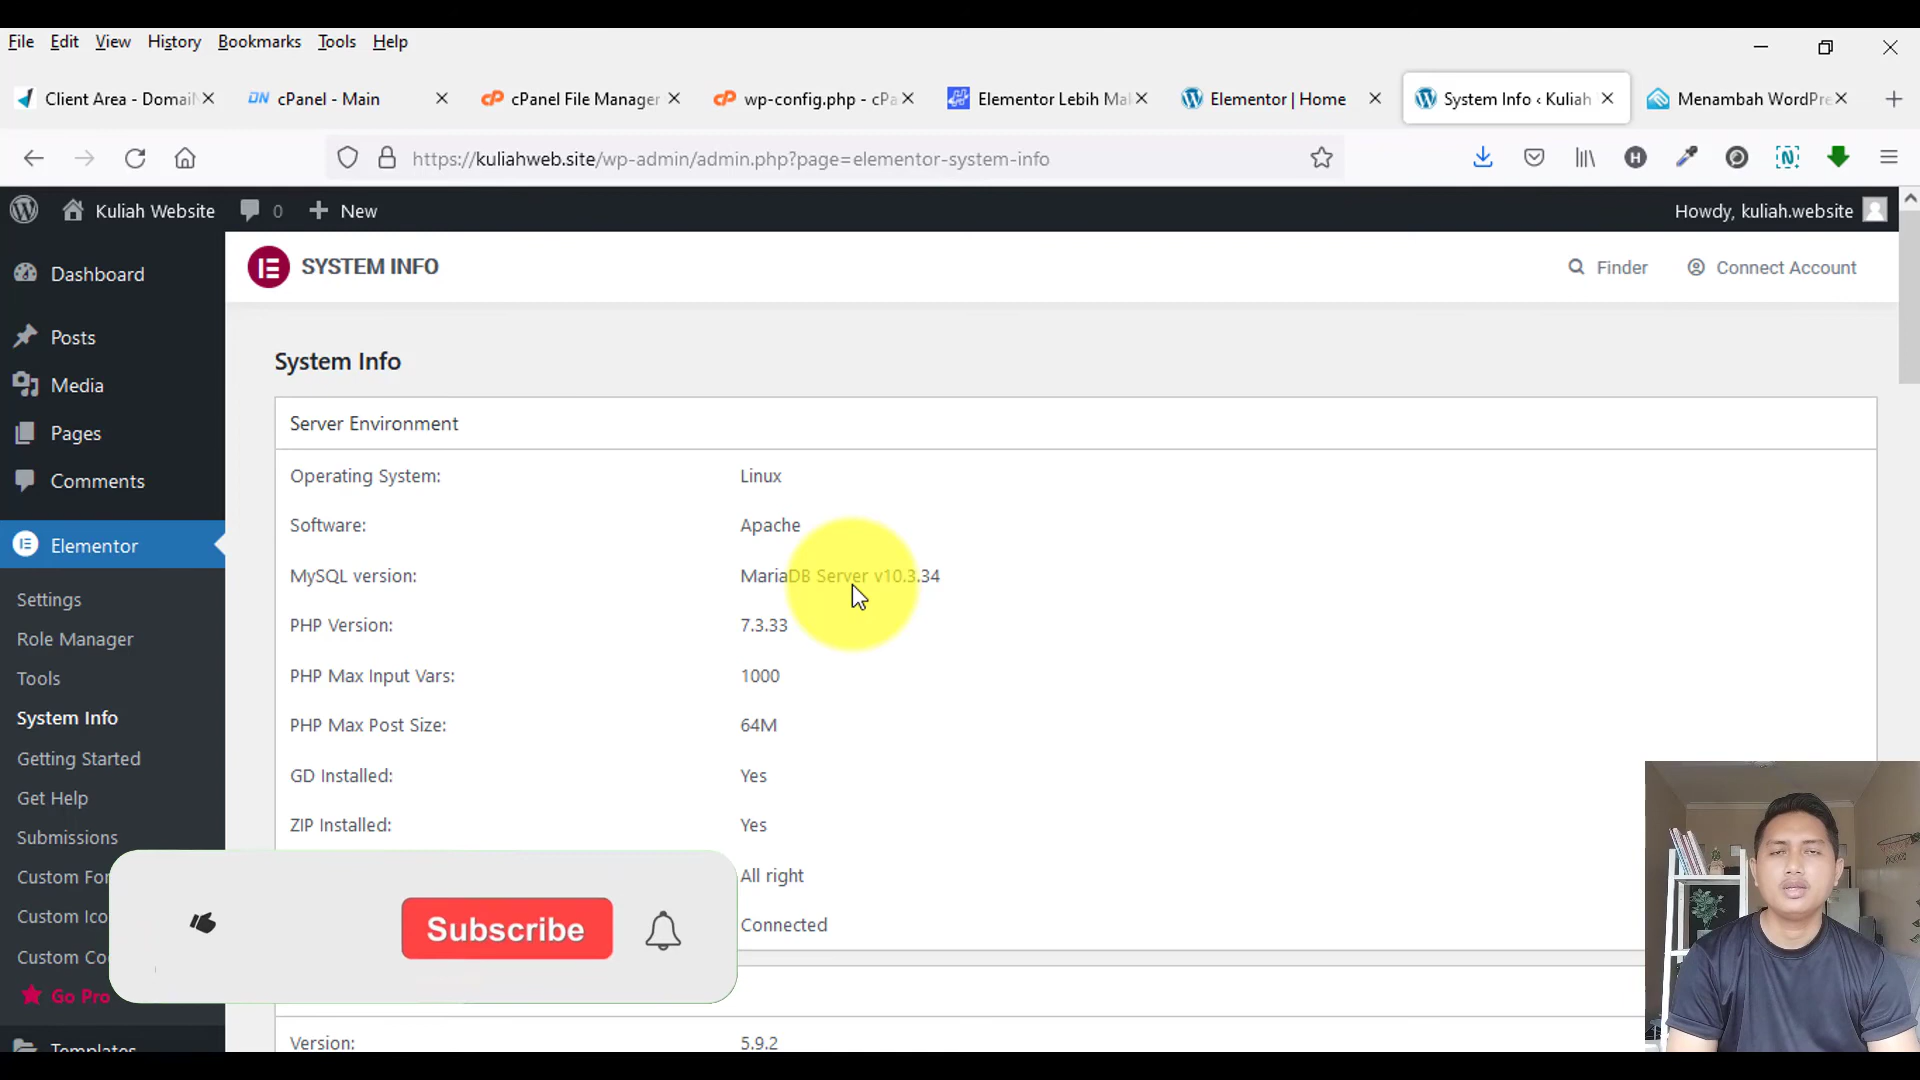 File Edit View History Bookmarks Tools Help
Client Area - Domai
DN cPanel - Main
cP cPanel File Manager
cP wp-config.php - cPa
Elementor Lebih Mal
Elementor | Home
System Info ‹ Kuliah
Menambah WordPre
https://kuliahweb.site/wp-admin/admin.php?page=elementor-system-info
H
N
Kuliah Website
0
New
Howdy, kuliah.website
Dashboard
Posts
Media
Pages
Comments
Elementor
Settings
Role Manager
Tools
System Info
Getting Started
Get Help
Submissions
Custom For
Custom Ico
Custom Co
Go Pro
Templates
SYSTEM INFO
Finder
Connect Account
System Info
Server Environment
Operating System: Linux
Software: Apache
MySQL version: MariaDB Server v10.3.34
PHP Version: 7.3.33
PHP Max Input Vars: 1000
PHP Max Post Size: 64M
GD Installed: Yes
ZIP Installed: Yes
All right
Connected
Version: 5.9.2
Subscribe